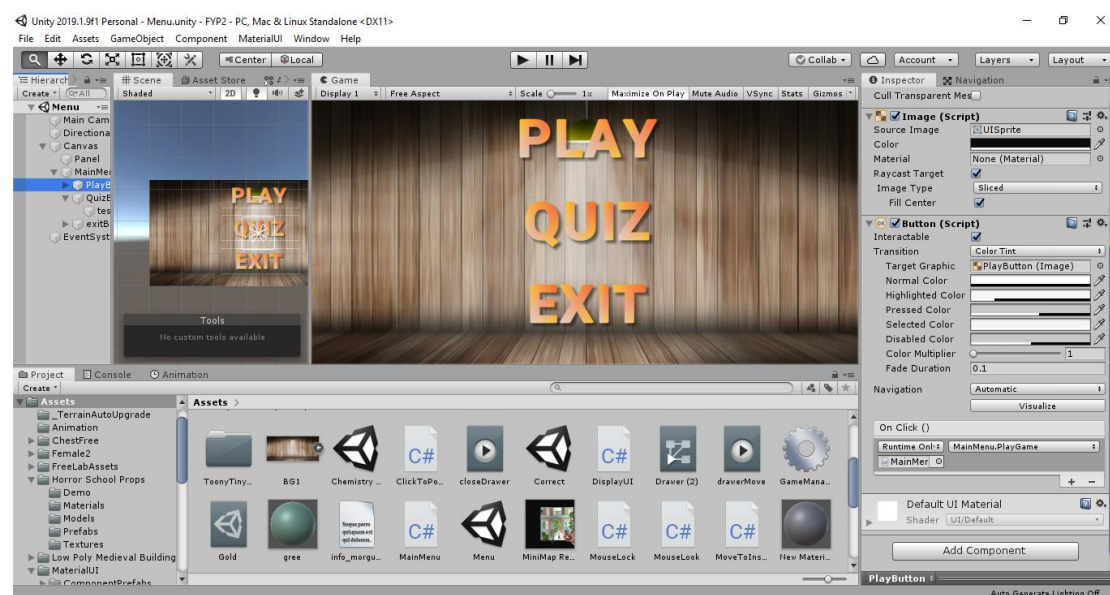 Unity 2019.1.9f1 Personal - Menu.unity - FYP2 - PC, Mac & Linux Standalone <DX11>
File Edit Assets GameObject Component MaterialUI Window Help
Center Local Collab Account Layers Layout
Hierarch Scene Asset Store Game Inspector Navigation
Create All Shaded 2D Display 1 Free Aspect Scale 1x Maximize On Play Mute Audio VSync Stats Gizmos
Menu
Main Cam
Directiona
Canvas
Panel
MainMe
PlayB
QuizB
tes
exitB
EventSyst
PLAY
QUIZ
EXIT
Tools
No custom tools available
PLAY
QUIZ
EXIT
Cull Transparent Mes
Image (Script)
Source Image UISprite
Color
Material None (Material)
Raycast Target
Image Type Sliced
Fill Center
Button (Script)
Interactable
Transition Color Tint
Target Graphic PlayButton (Image)
Normal Color
Highlighted Color
Pressed Color
Selected Color
Disabled Color
Color Multiplier 1
Fade Duration 0.1
Navigation Automatic
Visualize
On Click ()
Runtime Onl MainMenu.PlayGame
MainMer
+ -
Default UI Material
Shader UI/Default
Add Component
PlayButton
Auto Generate Lighting Off
Project Console Animation
Create
Assets
_TerrainAutoUpgrade
Animation
ChestFree
Female2
FreeLabAssets
Horror School Props
Demo
Materials
Models
Prefabs
Textures
Low Poly Medieval Building
MaterialUI
ComponentPrefabs
Assets >
C# C# C#
ToonyTiny... BG1 Chemistry ... ClickToPo... closeDrawer Correct DisplayUI Drawer (2) drawerMove GameMana...
C# C# C# C#
Gold gree info_morgu... MainMenu Menu MiniMap Re... MouseLock MouseLook MoveToIns... New Materi...